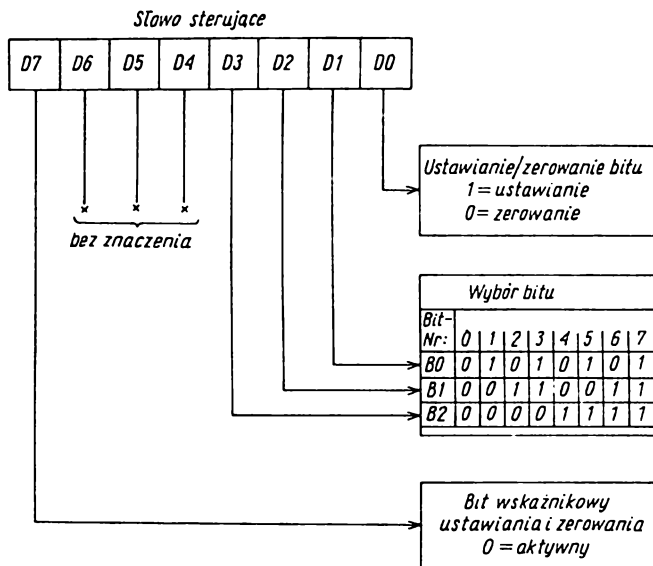 Słowo sterujące
D7 D6 D5 D4 D3 D2 D1 D0
x x x
bez znaczenia
Ustawianie/zerowanie bitu
1 = ustawianie
0 = zerowanie
Wybór bitu
Bit-
Nr: 0 1 2 3 4 5 6 7
B0 0 1 0 1 0 1 0 1
B1 0 0 1 1 0 0 1 1
B2 0 0 0 0 1 1 1 1
Bit wskaźnikowy
ustawiania i zerowania
0 = aktywny